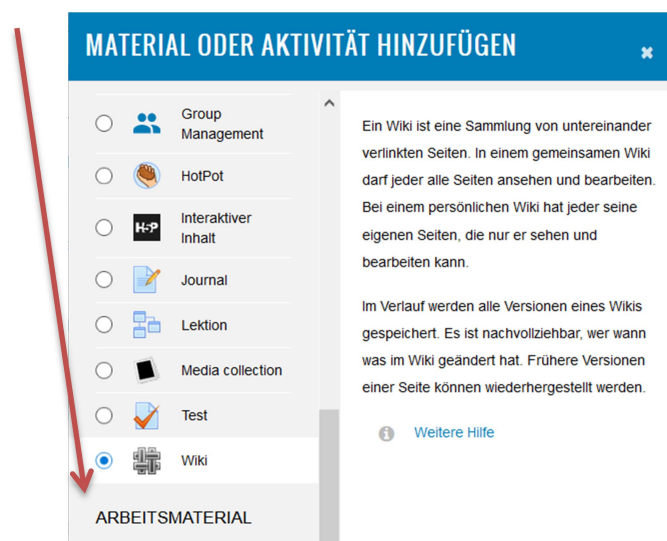 MATERIAL ODER AKTIVITÄT HINZUFÜGEN
Group
Management
HotPot
H5P
Interaktiver
Inhalt
Journal
Lektion
Media collection
Test
Wiki
ARBEITSMATERIAL
Ein Wiki ist eine Sammlung von untereinander
verlinkten Seiten. In einem gemeinsamen Wiki
darf jeder alle Seiten ansehen und bearbeiten.
Bei einem persönlichen Wiki hat jeder seine
eigenen Seiten, die nur er sehen und
bearbeiten kann.
Im Verlauf werden alle Versionen eines Wikis
gespeichert. Es ist nachvollziehbar, wer wann
was im Wiki geändert hat. Frühere Versionen
einer Seite können wiederhergestellt werden.
Weitere Hilfe